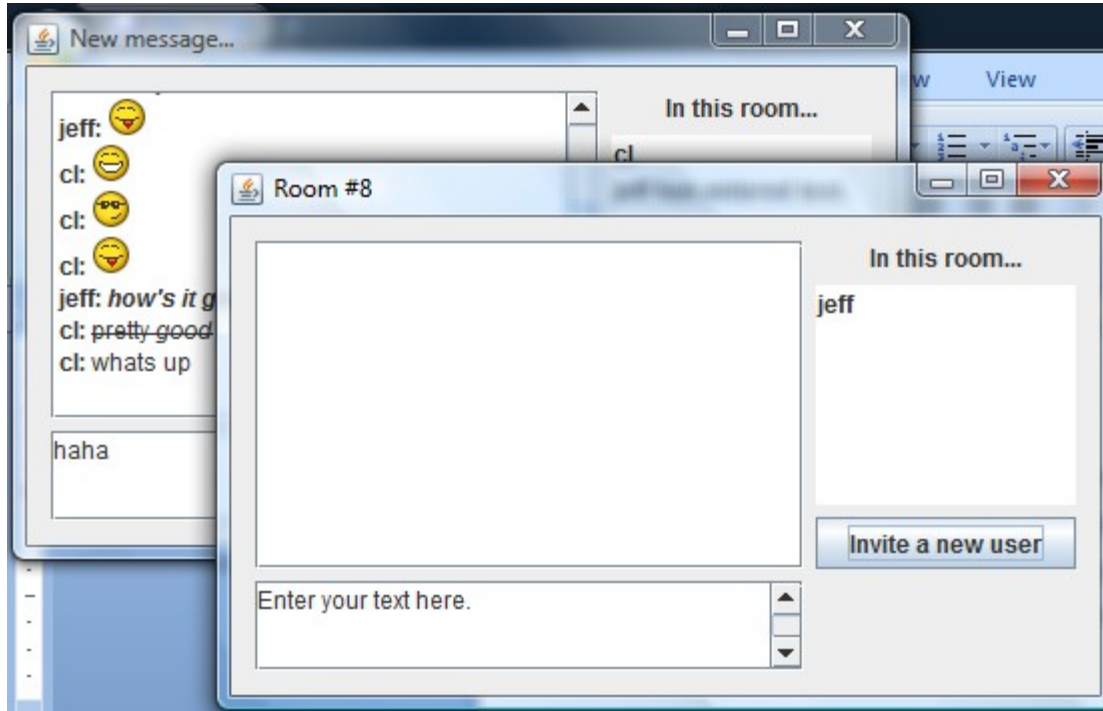 New message...
w View
In this room...
jeff:
cl:
cl:
cl:
jeff: how's it g
cl: pretty good
cl: whats up
haha
cl
Room #8
In this room...
jeff
Invite a new user
Enter your text here.